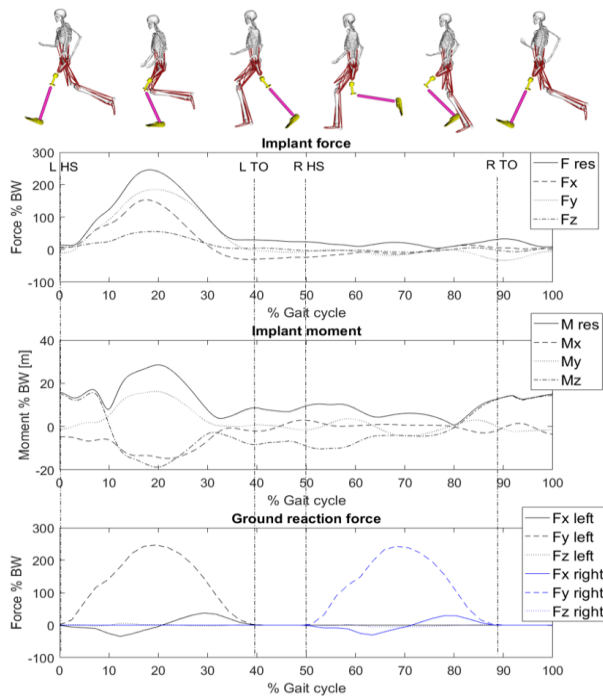 Implant force
L HS
L TO
R HS
R TO
F res
Fx
Fy
Fz
Force % BW
300
200
100
0
-100
0 10 20 30 40 50 60 70 80 90 100
% Gait cycle
Implant moment
M res
Mx
My
Mz
Moment % BW [m]
40
20
0
-20
0 10 20 30 40 50 60 70 80 90 100
% Gait cycle
Ground reaction force
Fx left
Fy left
Fz left
Fx right
Fy right
Fz right
Force % BW
300
200
100
0
-100
0 10 20 30 40 50 60 70 80 90 100
% Gait cycle